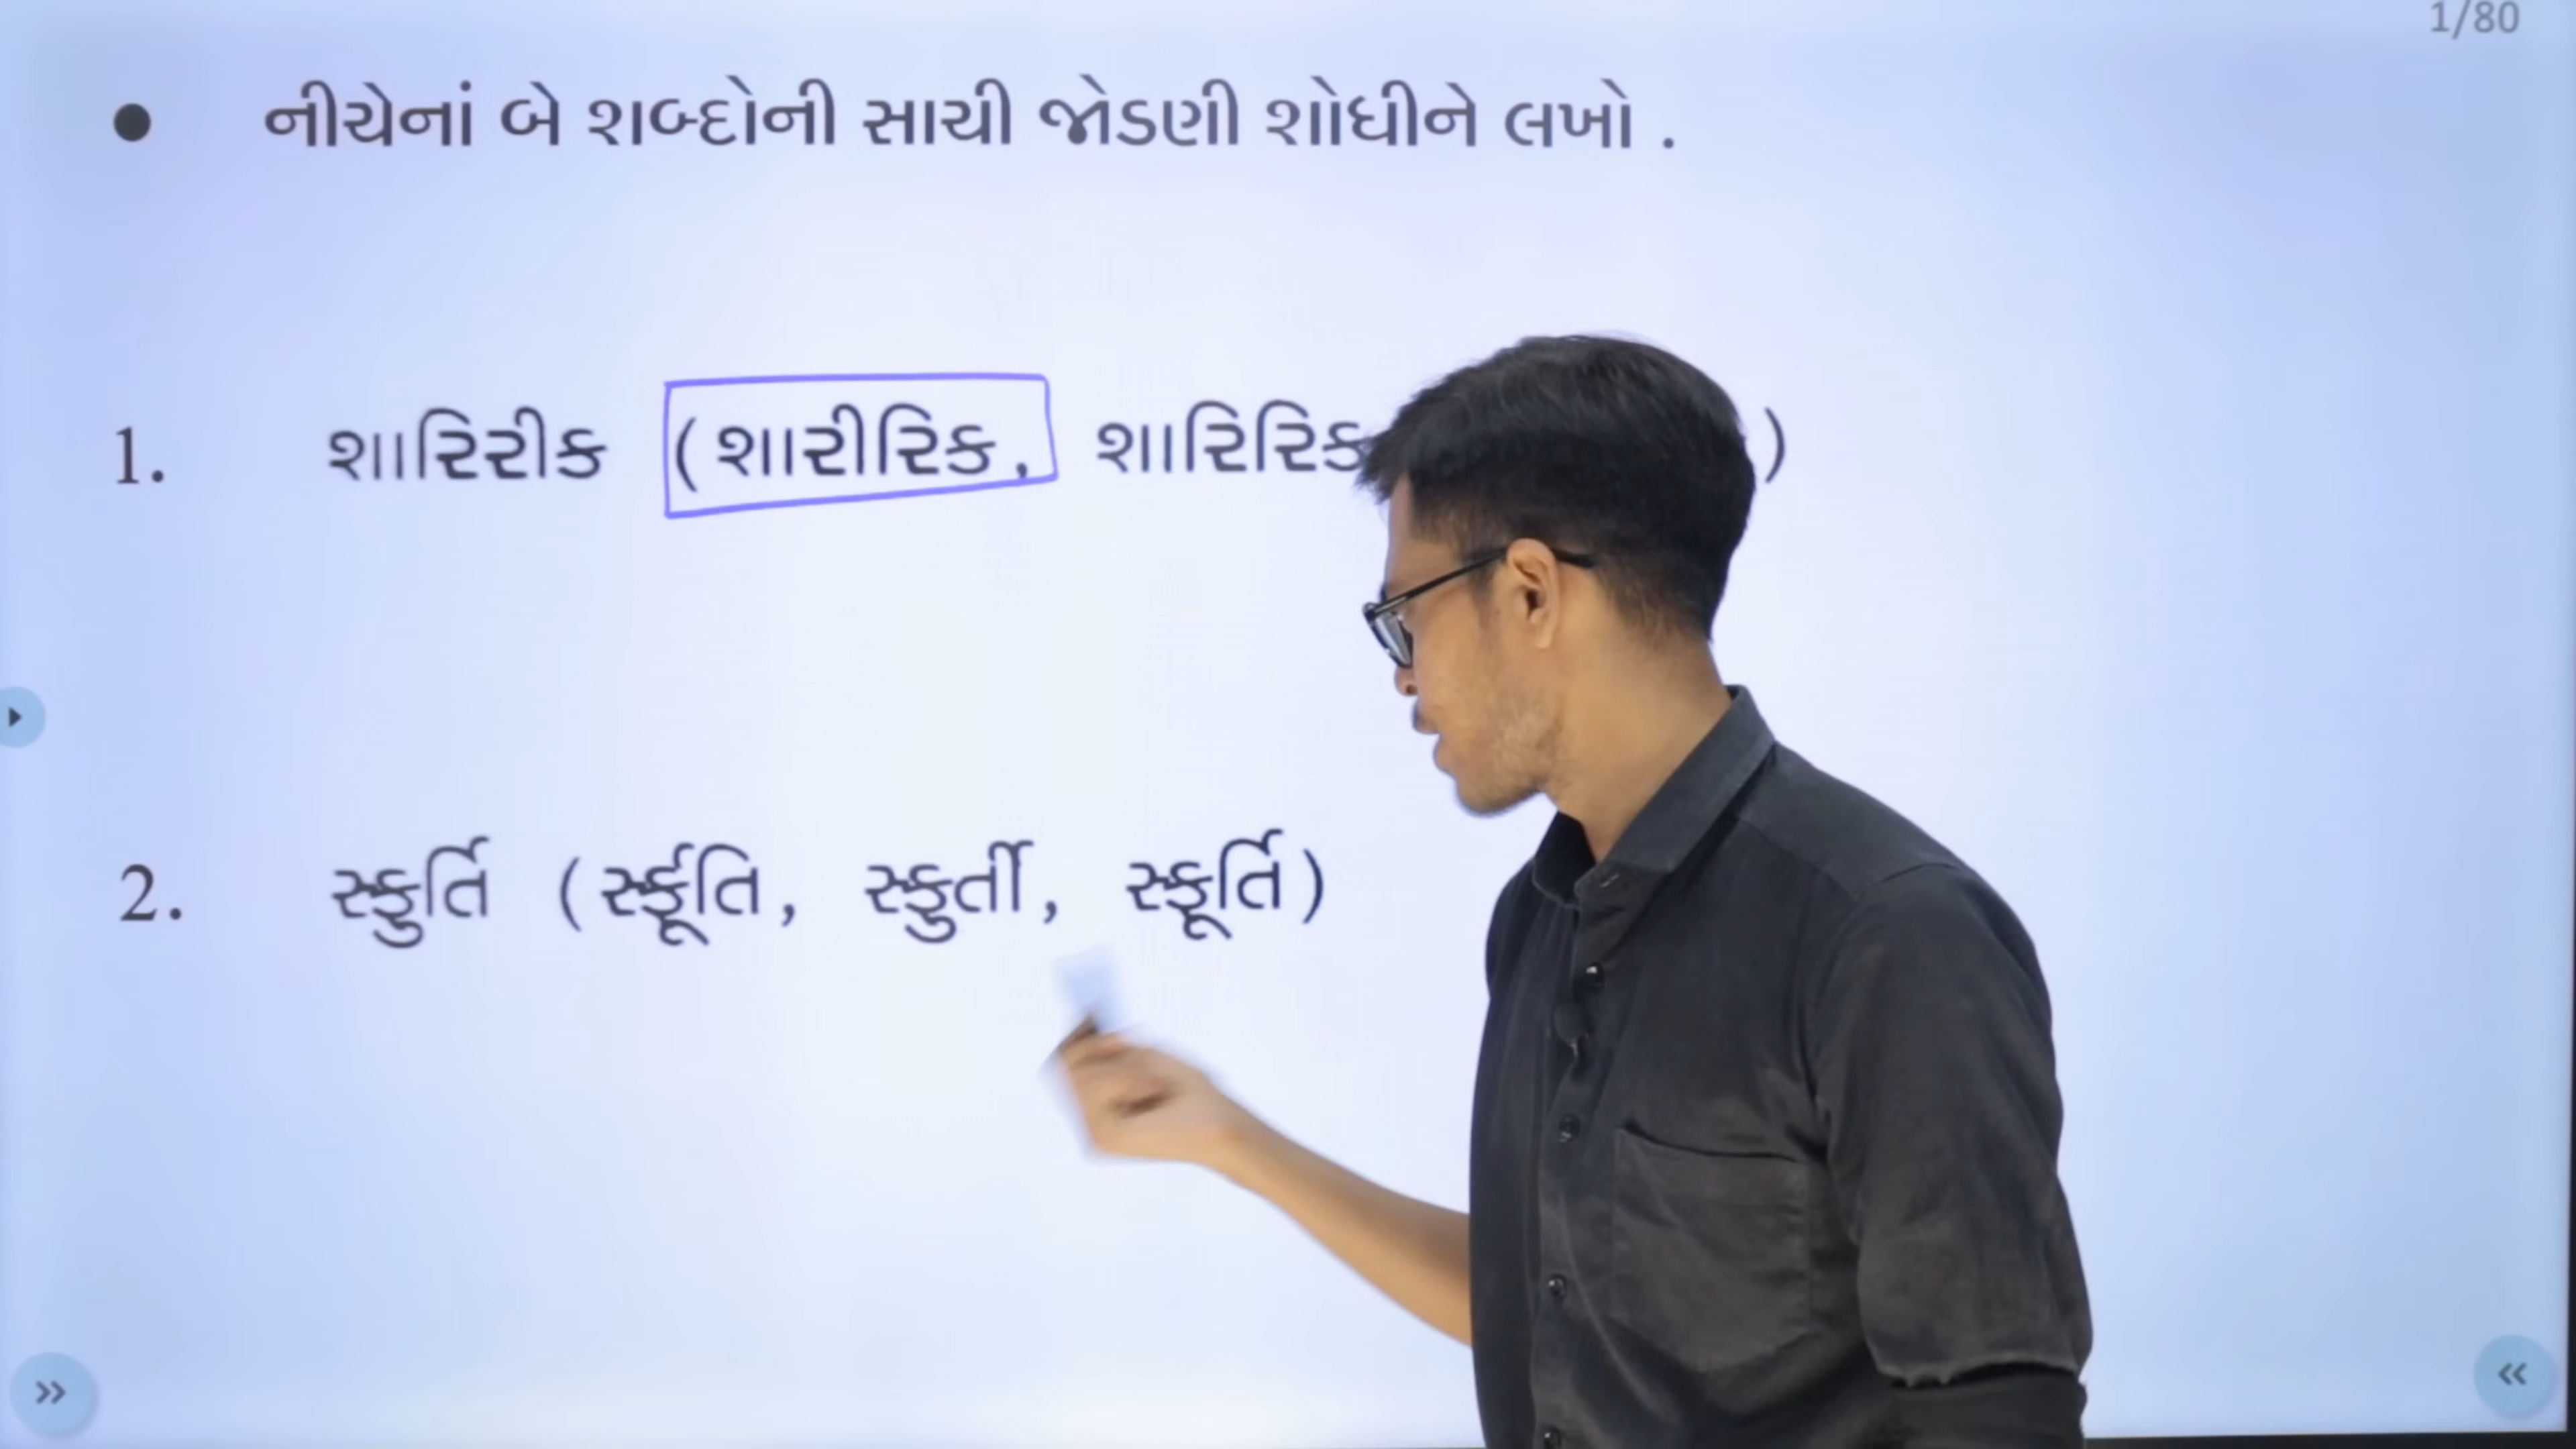 1/80
● નીચેનાં બે શબ્દોની સાચી જોડણી શોધીને લખો .
1. શારિરીક (શારીરિક, શારિરિક )
2. સ્ફુર્તિ (સ્ફૂર્તિ, સ્ફુર્તી, સ્ફૂર્તિ)